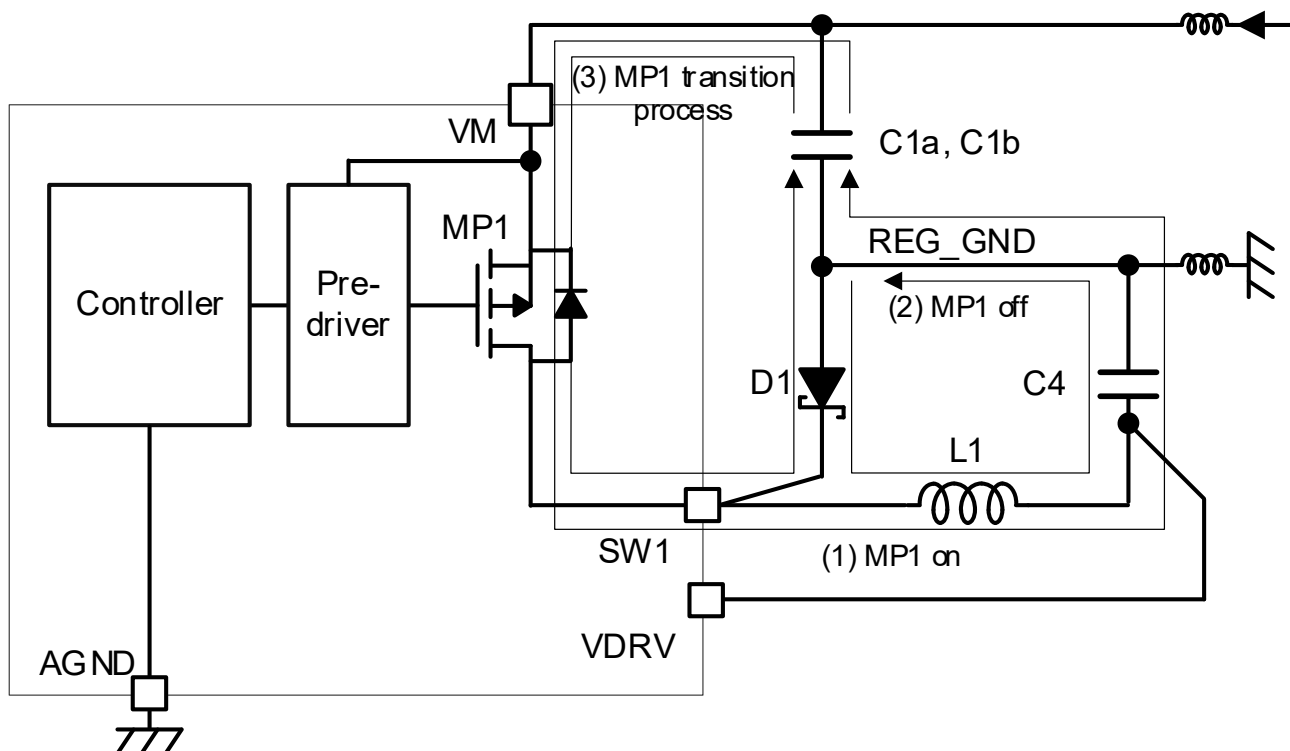 (3) MP1 transition
process
VM
C1a, C1b
MP1
REG_GND
Controller
Pre-
driver
(2) MP1 off
D1
C4
L1
SW1
(1) MP1 on
VDRV
AGND